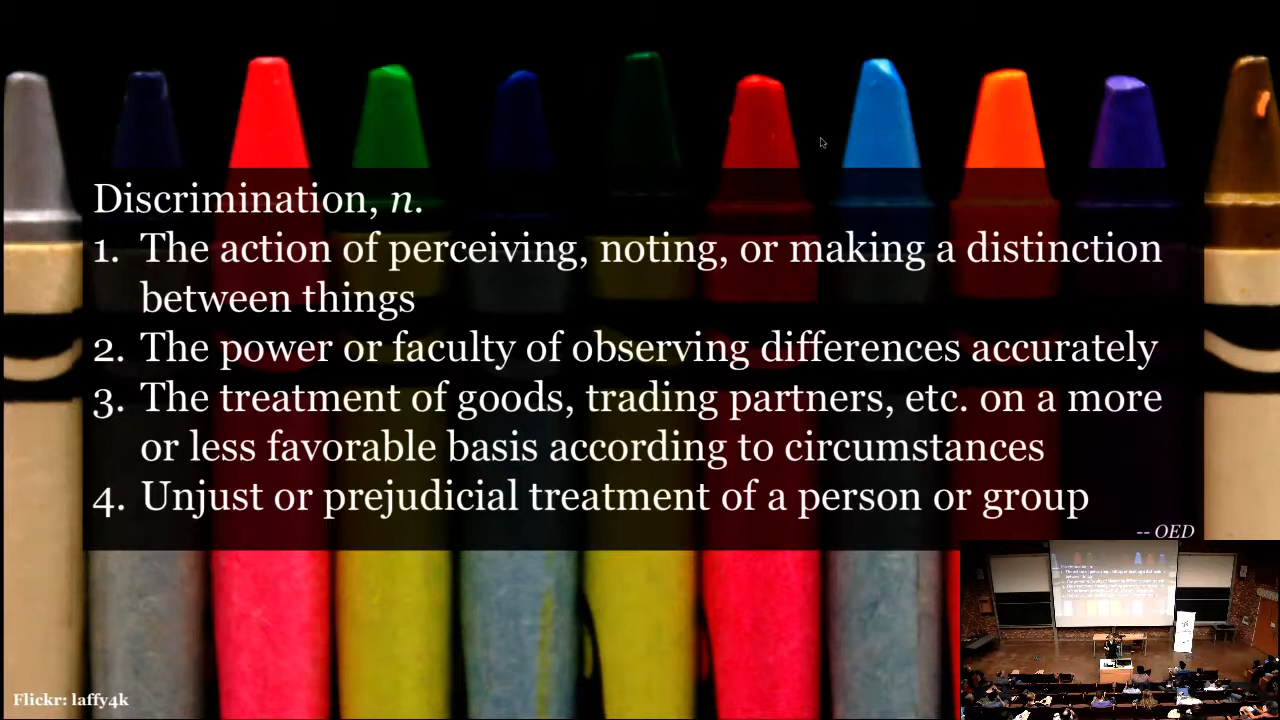 Discrimination, n.
1. The action of perceiving, noting, or making a distinction
between things
2. The power or faculty of observing differences accurately
3. The treatment of goods, trading partners, etc. on a more
or less favorable basis according to circumstances
4. Unjust or prejudicial treatment of a person or group
-- OED
Flickr: laffy4k